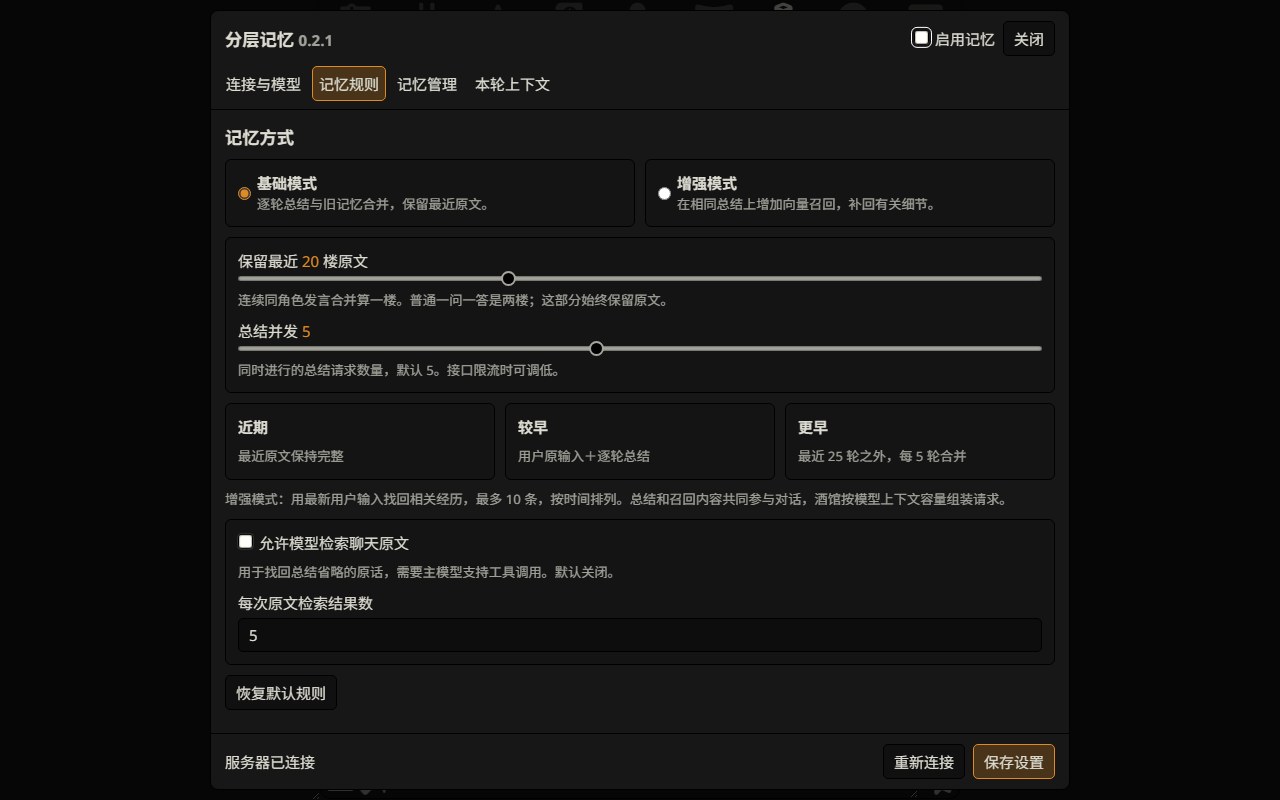 分层记忆 0.2.1
启用记忆
关闭
连接与模型
记忆规则
记忆管理
本轮上下文
记忆方式
基础模式
逐轮总结与旧记忆合并，保留最近原文。
增强模式
在相同总结上增加向量召回，补回有关细节。
保留最近 20 楼原文
连续同角色发言合并算一楼。普通一问一答是两楼；这部分始终保留原文。
总结并发 5
同时进行的总结请求数量，默认 5。接口限流时可调低。
近期
最近原文保持完整
较早
用户原输入＋逐轮总结
更早
最近 25 轮之外，每 5 轮合并
增强模式：用最新用户输入找回相关经历，最多 10 条，按时间排列。总结和召回内容共同参与对话，酒馆按模型上下文容量组装请求。
允许模型检索聊天原文
用于找回总结省略的原话，需要主模型支持工具调用。默认关闭。
每次原文检索结果数
5
恢复默认规则
服务器已连接
重新连接
保存设置